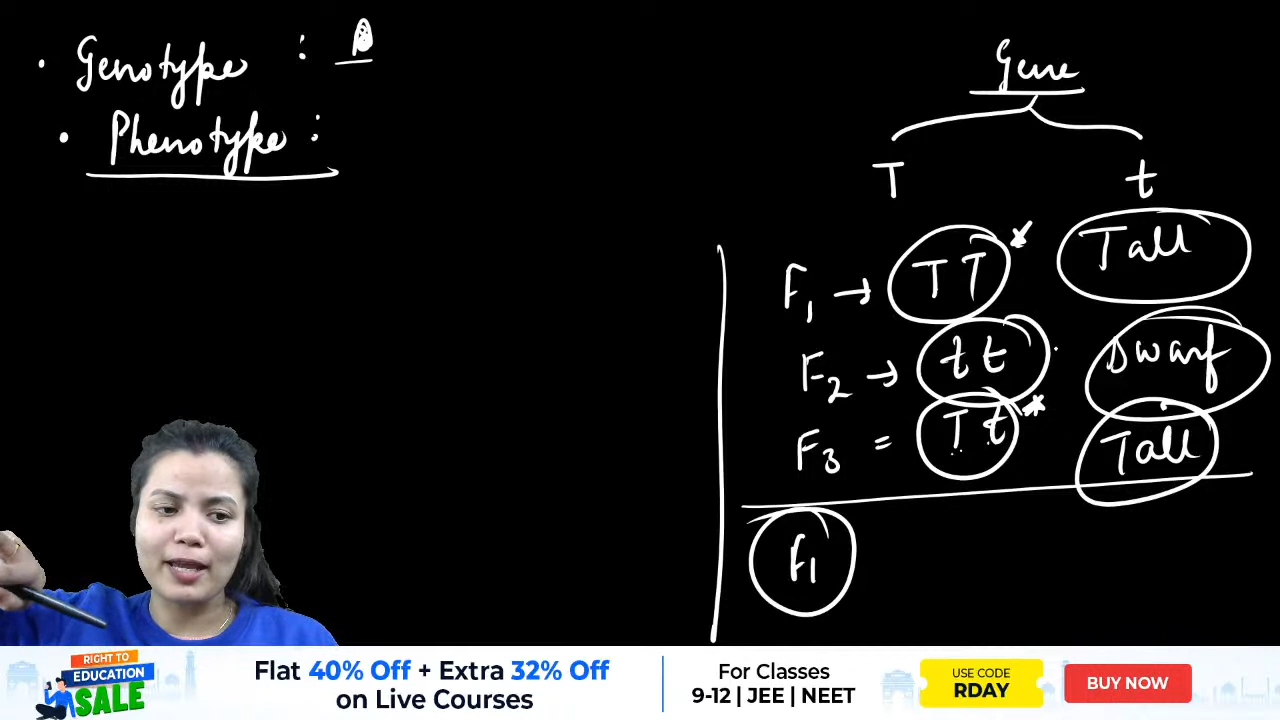 • Genotype :
• Phenotype :
Gene
T t
F₁ → TT Tall
F₂ → tt Dwarf
F₃ = Tt Tall
F₁
RIGHT TO
EDUCATION
SALE
Flat 40% Off + Extra 32% Off
on Live Courses
For Classes
9-12 | JEE | NEET
USE CODE
RDAY
BUY NOW